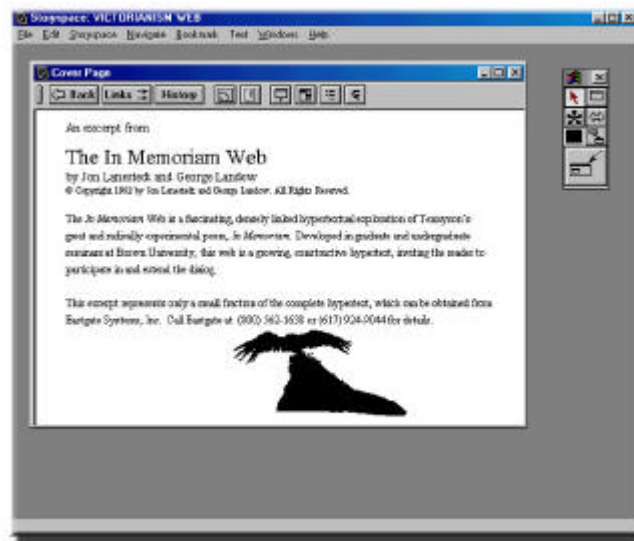 Storyspace: VICTORIANISM WEB
File Edit Storyspace Navigate Bookmark Text Windows Help
Cover Page
Back Links History
An excerpt from
The In Memoriam Web
by Jon Lanestedt and George Landow
© Copyright 1992 by Jon Lanestedt and George Landow. All Rights Reserved.
The In Memoriam Web is a fascinating, densely linked hypertextual exploration of Tennyson's
great and radically experimental poem, In Memoriam. Developed in graduate and undergraduate
seminars at Brown University, this web is a growing, constructive hypertext, inviting the reader to
participate in and extend the dialog.
This excerpt represents only a small fraction of the complete hypertext, which can be obtained from
Eastgate Systems, Inc. Call Eastgate at (800) 562-1638 or (617) 924-9044 for details.